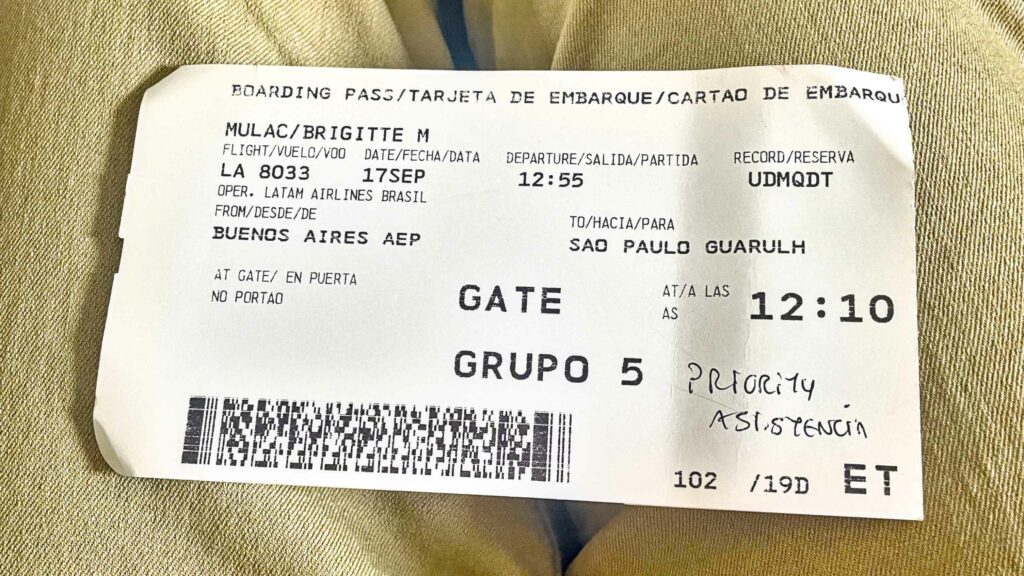 BOARDING PASS/TARJETA DE EMBARQUE/CARTAO DE EMBARQU
MULAC/BRIGITTE M
FLIGHT/VUELO/VOO DATE/FECHA/DATA DEPARTURE/SALIDA/PARTIDA RECORD/RESERVA
LA 8033 17SEP 12:55 UDMQDT
OPER. LATAM AIRLINES BRASIL
FROM/DESDE/DE TO/HACIA/PARA
BUENOS AIRES AEP SAO PAULO GUARULH
AT GATE/ EN PUERTA GATE AT/A LAS 12:10
NO PORTAO AS
GRUPO 5 PRIORITY
ASISTENCIA
102 /19D ET